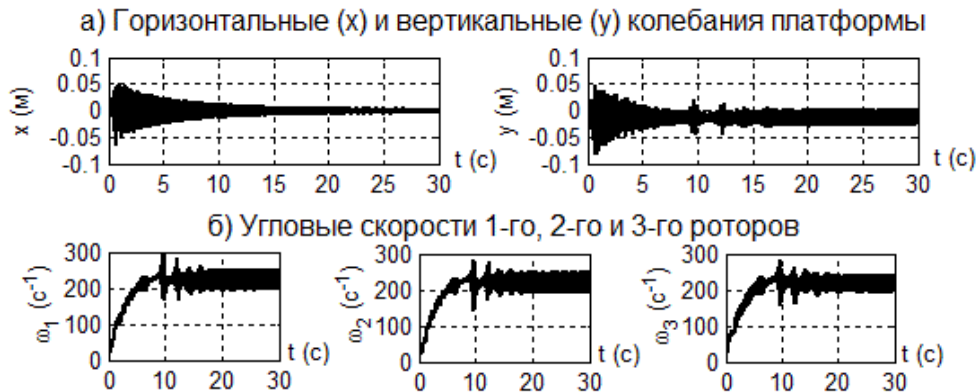 а) Горизонтальные (x) и вертикальные (y) колебания платформы
0.1 0.05 0 -0.05 -0.1
x (м)
0 5 10 15 20 25 30
t (c)
0.1 0.05 0 -0.05 -0.1
y (м)
0 5 10 15 20 25 30
t (c)
б) Угловые скорости 1-го, 2-го и 3-го роторов
300 200 100 0
ω1 (c-1)
0 10 20 30
t (c)
300 200 100 0
ω2 (c-1)
0 10 20 30
t (c)
300 200 100 0
ω3 (c-1)
0 10 20 30
t (c)